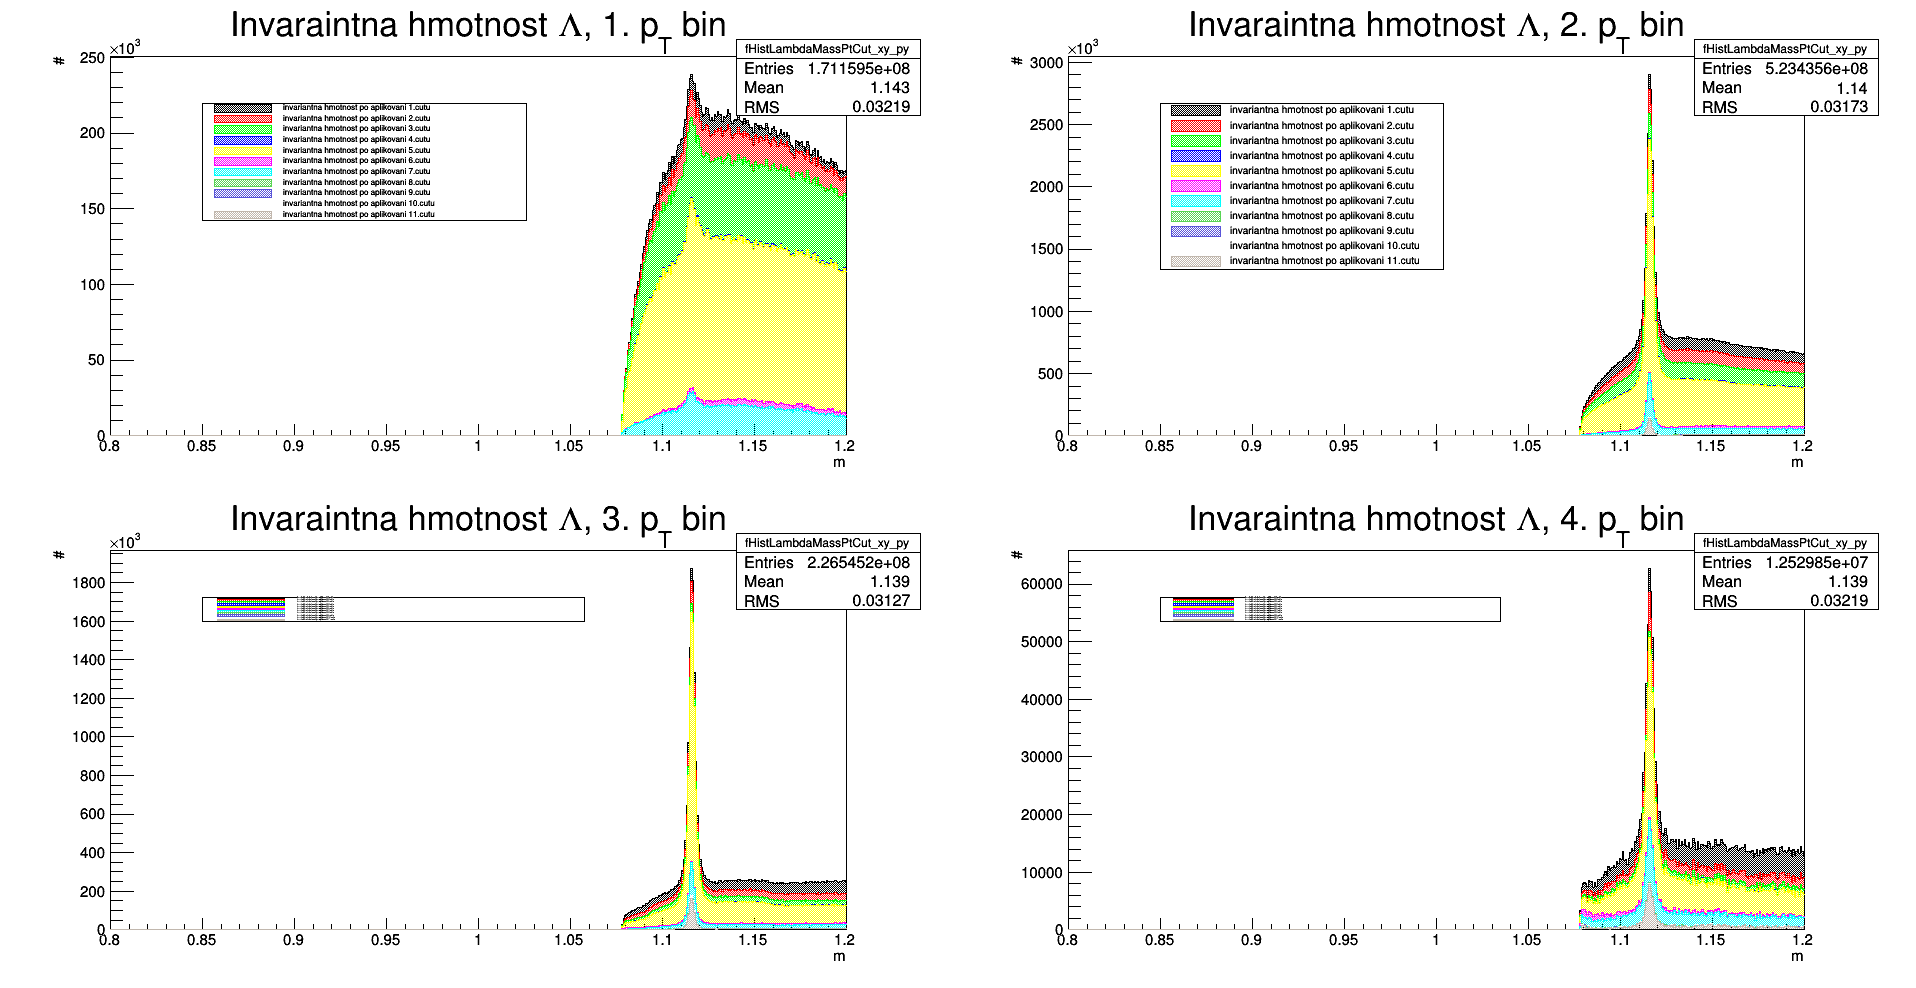 Invaraintna hmotnost Λ, 1. pT bin
×10³
#
fHistLambdaMassPtCut_xy_py
Entries 1.711595e+08
Mean 1.143
RMS 0.03219
invariantna hmotnost po aplikovani 1.cutu
invariantna hmotnost po aplikovani 2.cutu
invariantna hmotnost po aplikovani 3.cutu
invariantna hmotnost po aplikovani 4.cutu
invariantna hmotnost po aplikovani 5.cutu
invariantna hmotnost po aplikovani 6.cutu
invariantna hmotnost po aplikovani 7.cutu
invariantna hmotnost po aplikovani 8.cutu
invariantna hmotnost po aplikovani 9.cutu
invariantna hmotnost po aplikovani 10.cutu
invariantna hmotnost po aplikovani 11.cutu
250
200
150
100
50
0
0.8 0.85 0.9 0.95 1 1.05 1.1 1.15 1.2
m
Invaraintna hmotnost Λ, 2. pT bin
×10³
#
fHistLambdaMassPtCut_xy_py
Entries 5.234356e+08
Mean 1.14
RMS 0.03173
invariantna hmotnost po aplikovani 1.cutu
invariantna hmotnost po aplikovani 2.cutu
invariantna hmotnost po aplikovani 3.cutu
invariantna hmotnost po aplikovani 4.cutu
invariantna hmotnost po aplikovani 5.cutu
invariantna hmotnost po aplikovani 6.cutu
invariantna hmotnost po aplikovani 7.cutu
invariantna hmotnost po aplikovani 8.cutu
invariantna hmotnost po aplikovani 9.cutu
invariantna hmotnost po aplikovani 10.cutu
invariantna hmotnost po aplikovani 11.cutu
3000
2500
2000
1500
1000
500
0
0.8 0.85 0.9 0.95 1 1.05 1.1 1.15 1.2
m
Invaraintna hmotnost Λ, 3. pT bin
×10³
#
fHistLambdaMassPtCut_xy_py
Entries 2.265452e+08
Mean 1.139
RMS 0.03127
1800
1600
1400
1200
1000
800
600
400
200
0
0.8 0.85 0.9 0.95 1 1.05 1.1 1.15 1.2
m
Invaraintna hmotnost Λ, 4. pT bin
#
fHistLambdaMassPtCut_xy_py
Entries 1.252985e+07
Mean 1.139
RMS 0.03219
60000
50000
40000
30000
20000
10000
0
0.8 0.85 0.9 0.95 1 1.05 1.1 1.15 1.2
m